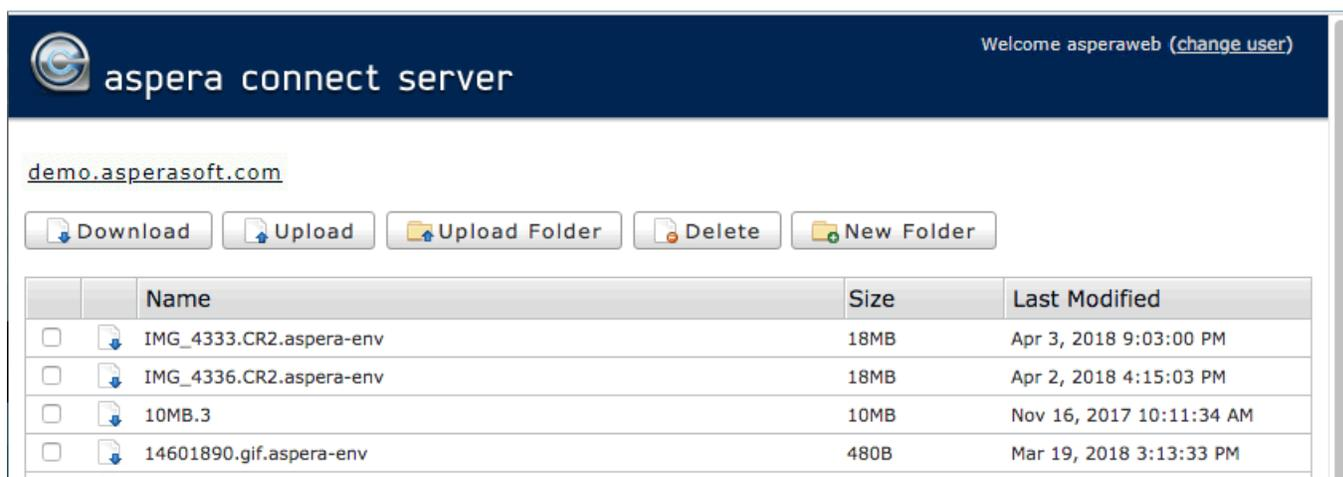 Welcome asperaweb (change user)
aspera connect server
demo.asperasoft.com
Download Upload Upload Folder Delete New Folder
Name Size Last Modified
IMG_4333.CR2.aspera-env 18MB Apr 3, 2018 9:03:00 PM
IMG_4336.CR2.aspera-env 18MB Apr 2, 2018 4:15:03 PM
10MB.3 10MB Nov 16, 2017 10:11:34 AM
14601890.gif.aspera-env 480B Mar 19, 2018 3:13:33 PM